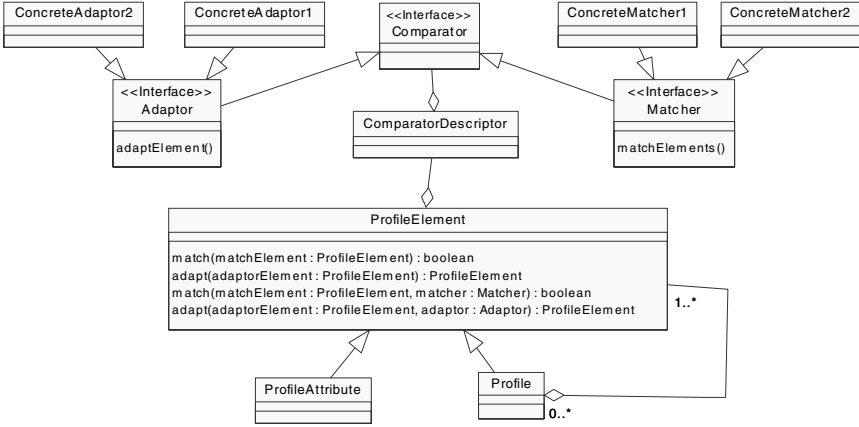 ConcreteAdaptor2
ConcreteAdaptor1
<<Interface>>
Comparator
ConcreteMatcher1
ConcreteMatcher2
<<Interface>>
Adaptor
adaptElement()
ComparatorDescriptor
<<Interface>>
Matcher
matchElements()
ProfileElement
match(matchElement : ProfileElement) : boolean
adapt(adaptorElement : ProfileElement) : ProfileElement
match(matchElement : ProfileElement, matcher : Matcher) : boolean
adapt(adaptorElement : ProfileElement, adaptor : Adaptor) : ProfileElement
1..*
ProfileAttribute
Profile
0..*